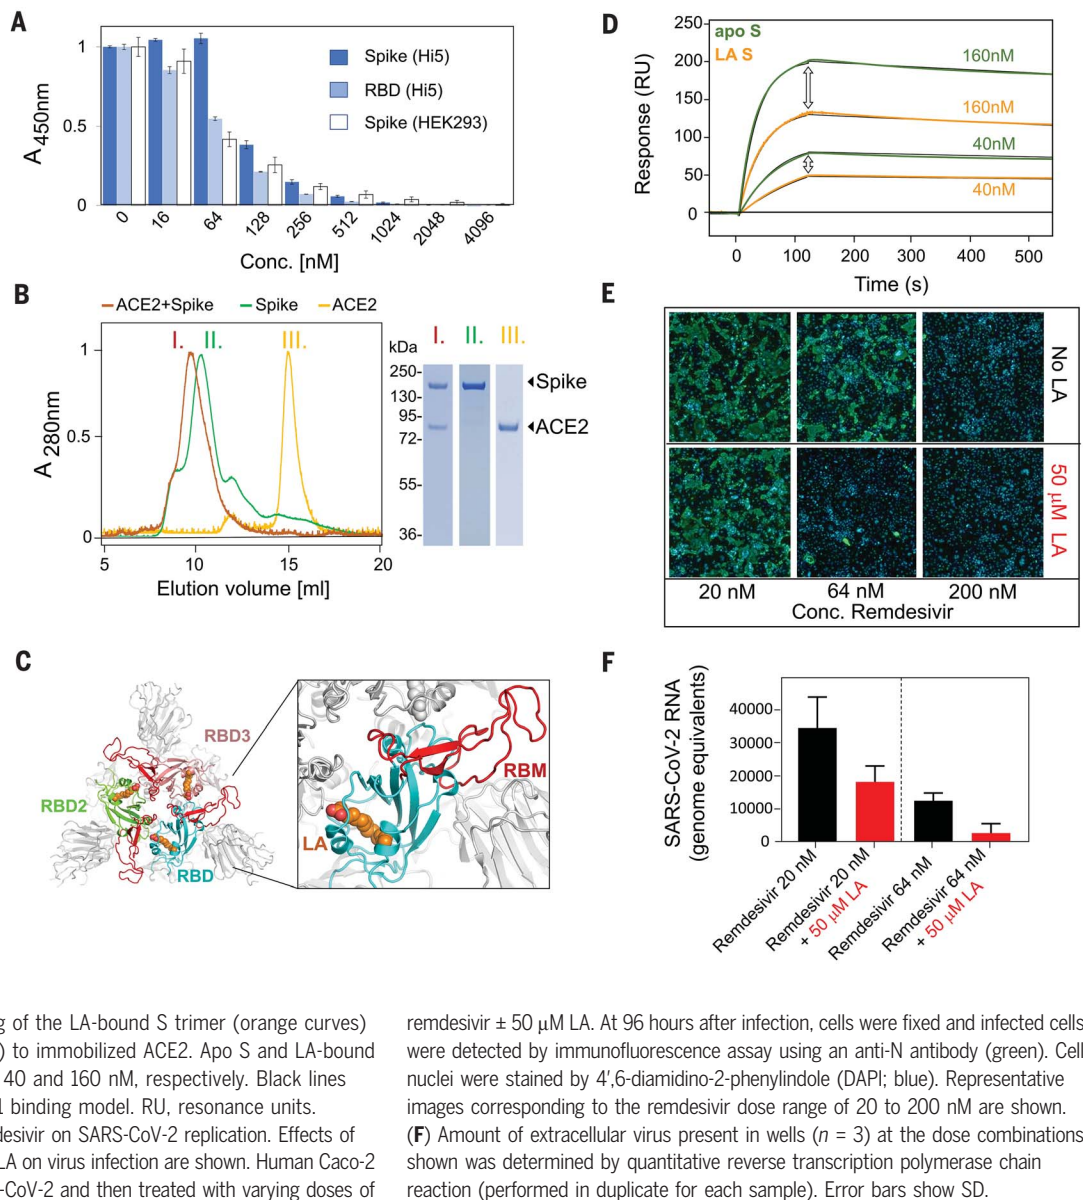 A
1
0.5
0
A450nm
Spike (Hi5)
RBD (Hi5)
Spike (HEK293)
0 16 64 128 256 512 1024 2048 4096
Conc. [nM]
B
ACE2+Spike Spike ACE2
I. II. III.
1
0.5
0
A280nm
5 10 15 20
Elution volume [ml]
I. II. III.
kDa
250-
130-
95-
72-
55-
36-
Spike
ACE2
C
RBD3
RBD2
RBD
RBM
LA
D
apo S
LA S
250
200
150
100
50
0
Response (RU)
160nM
160nM
40nM
40nM
0 100 200 300 400 500
Time (s)
E
No LA
50 μM LA
20 nM 64 nM 200 nM
Conc. Remdesivir
F
SARS-CoV-2 RNA
(genome equivalents)
40000
30000
20000
10000
0
Remdesivir 20 nM
Remdesivir 20 nM
+ 50 μM LA
Remdesivir 64 nM
Remdesivir 64 nM
+ 50 μM LA
g of the LA-bound S trimer (orange curves)
) to immobilized ACE2. Apo S and LA-bound
40 and 160 nM, respectively. Black lines
1 binding model. RU, resonance units.
desivir on SARS-CoV-2 replication. Effects of
LA on virus infection are shown. Human Caco-2
-CoV-2 and then treated with varying doses of
remdesivir ± 50 μM LA. At 96 hours after infection, cells were fixed and infected cells
were detected by immunofluorescence assay using an anti-N antibody (green). Cell
nuclei were stained by 4′,6-diamidino-2-phenylindole (DAPI; blue). Representative
images corresponding to the remdesivir dose range of 20 to 200 nM are shown.
(F) Amount of extracellular virus present in wells (n = 3) at the dose combinations
shown was determined by quantitative reverse transcription polymerase chain
reaction (performed in duplicate for each sample). Error bars show SD.